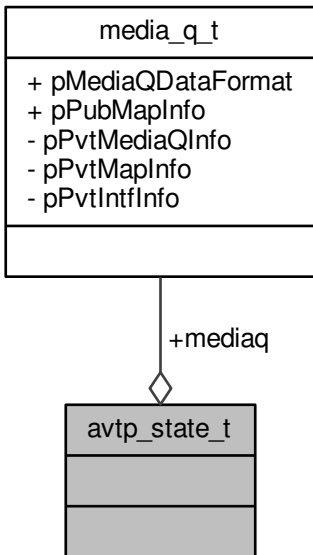 media_q_t
+ pMediaQDataFormat
+ pPubMapInfo
- pPvtMediaQInfo
- pPvtMapInfo
- pPvtIntfInfo
+mediaq
avtp_state_t